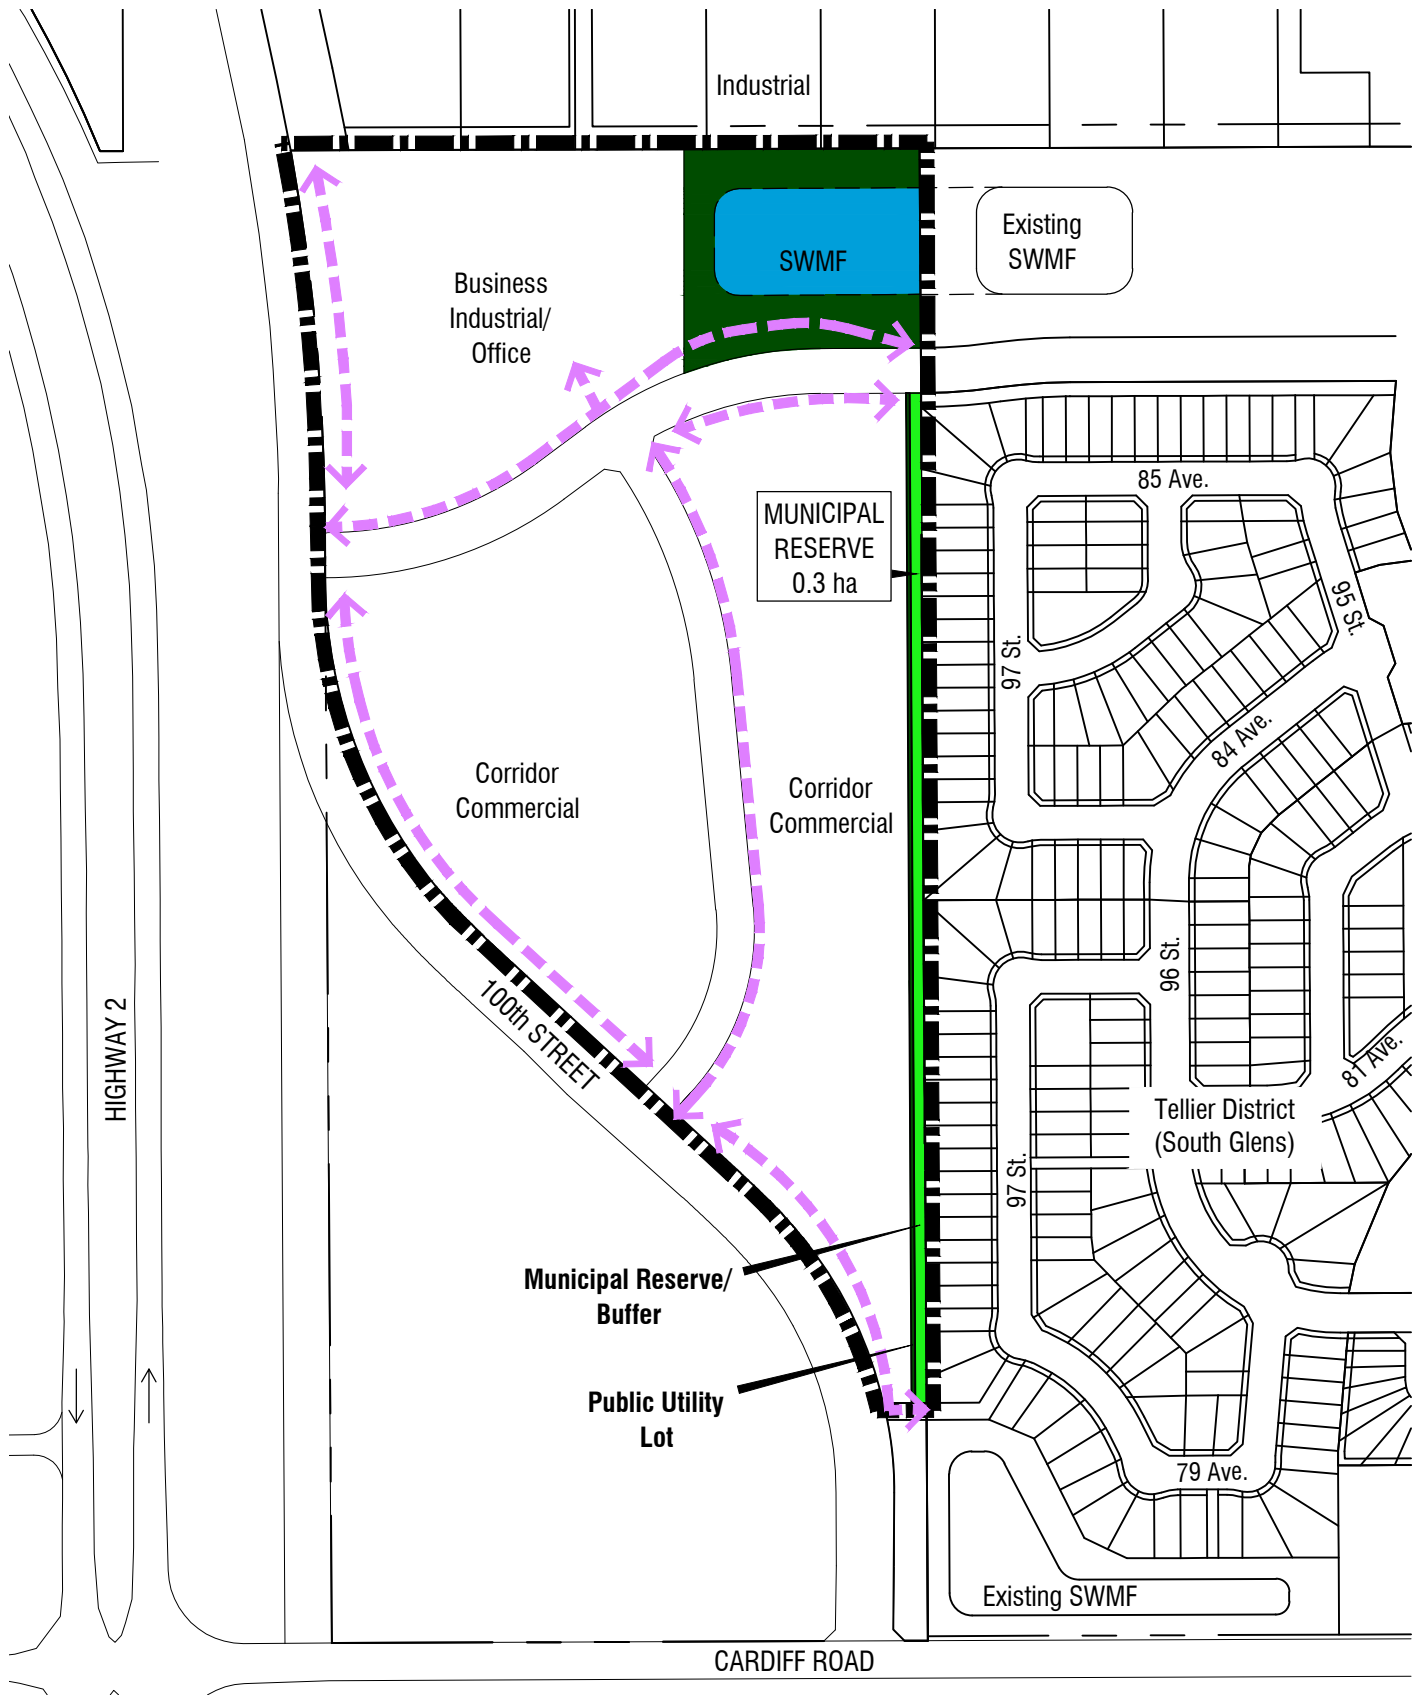 Industrial
Existing
SWMF
SWMF
Business
Industrial/
Office
85 Ave.
MUNICIPAL
RESERVE
0.3 ha
95 St.
97 St.
84 Ave.
Corridor
Commercial
Corridor
Commercial
96 St.
100th STREET
HIGHWAY 2
81 Ave.
Tellier District
(South Glens)
97 St.
Municipal Reserve/
Buffer
Public Utility
Lot
79 Ave.
Existing SWMF
CARDIFF ROAD